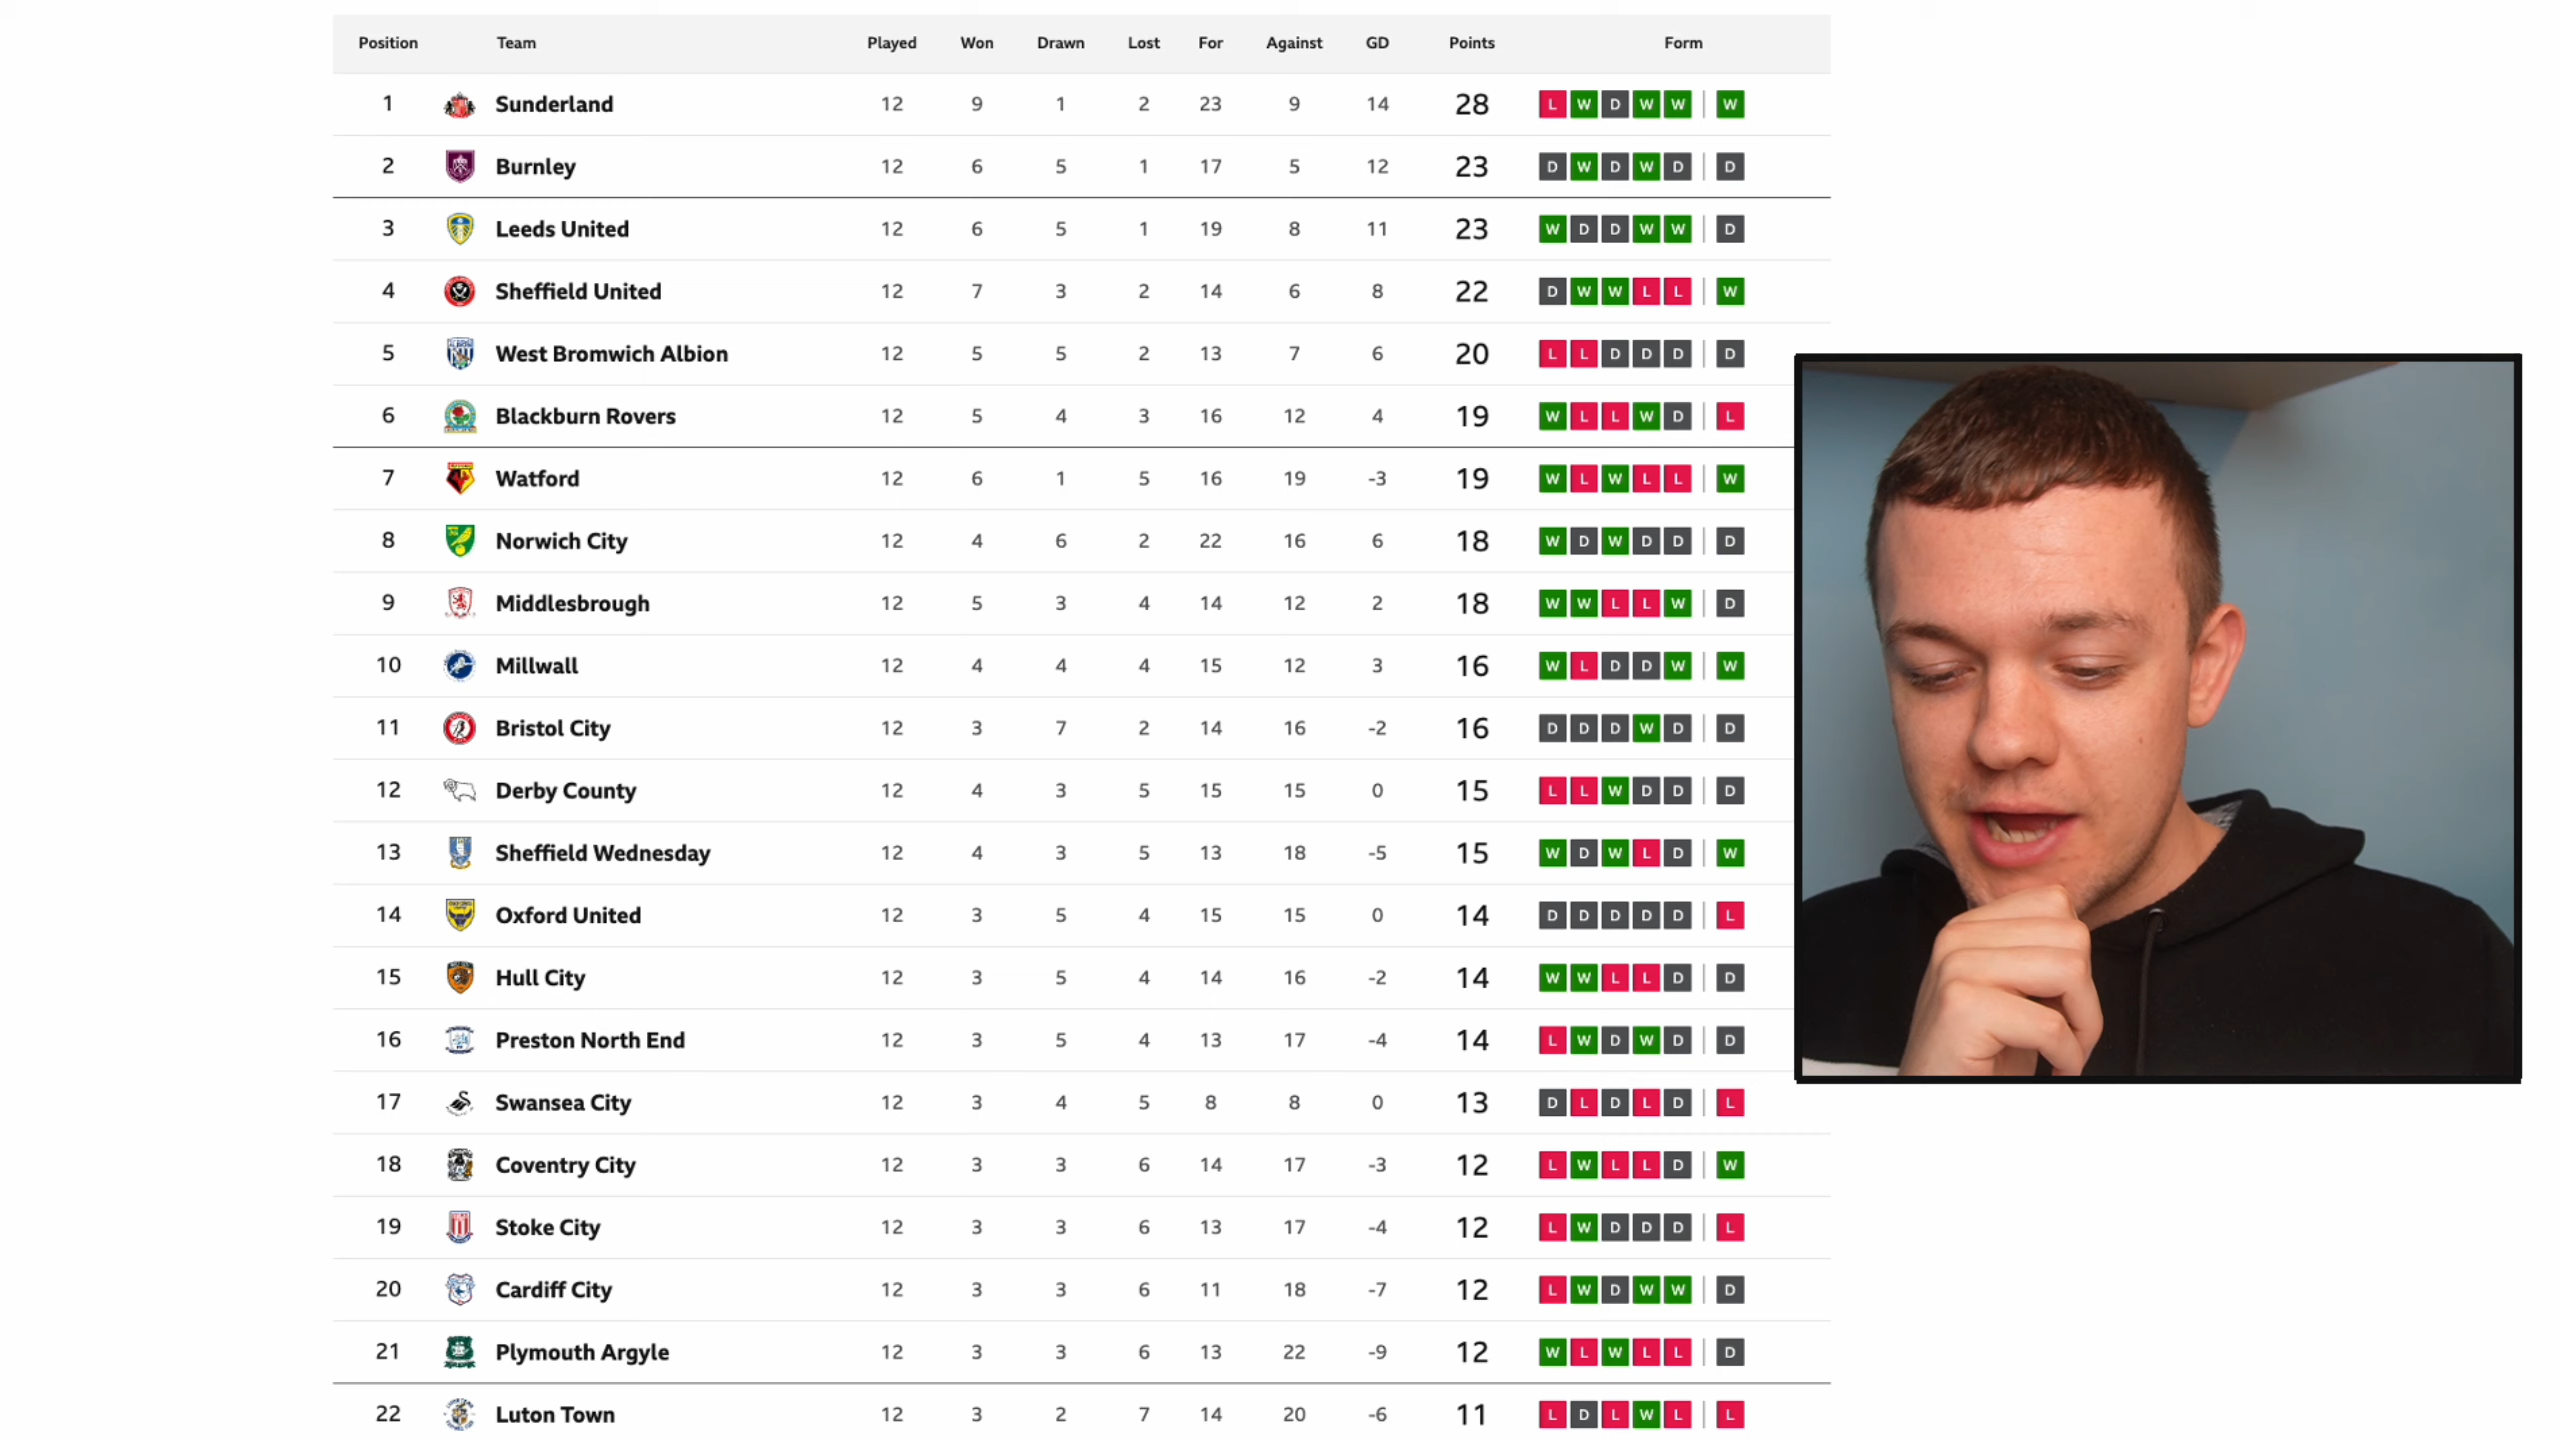 Position Team Played Won Drawn Lost For Against GD Points Form
1 Sunderland 12 9 1 2 23 9 14 28 L W D W W W
2 Burnley 12 6 5 1 17 5 12 23 D W D W D D
3 Leeds United 12 6 5 1 19 8 11 23 W D D W W D
4 Sheffield United 12 7 3 2 14 6 8 22 D W W L L W
5 West Bromwich Albion 12 5 5 2 13 7 6 20 L L D D D D
6 Blackburn Rovers 12 5 4 3 16 12 4 19 W L L W D L
7 Watford 12 6 1 5 16 19 -3 19 W L W L L W
8 Norwich City 12 4 6 2 22 16 6 18 W D W D D D
9 Middlesbrough 12 5 3 4 14 12 2 18 W W L L W D
10 Millwall 12 4 4 4 15 12 3 16 W L D D W W
11 Bristol City 12 3 7 2 14 16 -2 16 D D D W D D
12 Derby County 12 4 3 5 15 15 0 15 L L W D D D
13 Sheffield Wednesday 12 4 3 5 13 18 -5 15 W D W L D W
14 Oxford United 12 3 5 4 15 15 0 14 D D D D D L
15 Hull City 12 3 5 4 14 16 -2 14 W W L L D D
16 Preston North End 12 3 5 4 13 17 -4 14 L W D W D D
17 Swansea City 12 3 4 5 8 8 0 13 D L D L D L
18 Coventry City 12 3 3 6 14 17 -3 12 L W L L D W
19 Stoke City 12 3 3 6 13 17 -4 12 L W D D D L
20 Cardiff City 12 3 3 6 11 18 -7 12 L W D W W D
21 Plymouth Argyle 12 3 3 6 13 22 -9 12 W L W L L D
22 Luton Town 12 3 2 7 14 20 -6 11 L D L W L L